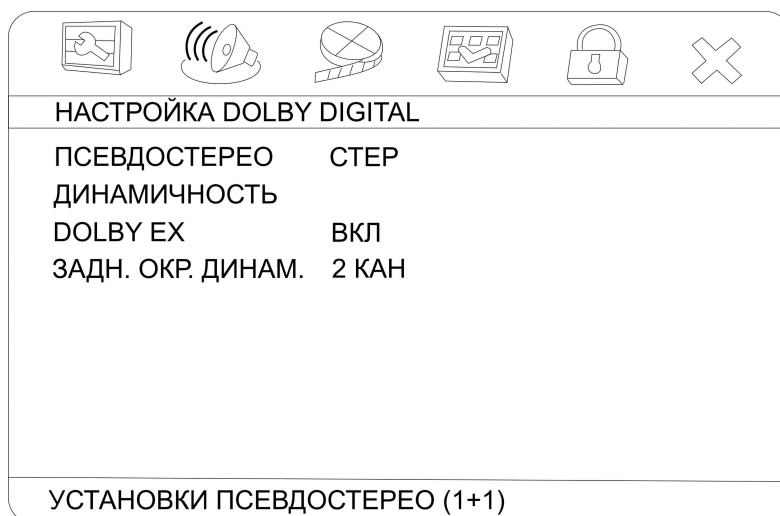 НАСТРОЙКА DOLBY DIGITAL
ПСЕВДОСТЕРЕО СТЕР
ДИНАМИЧНОСТЬ
DOLBY EX ВКЛ
ЗАДН. ОКР. ДИНАМ. 2 КАН
УСТАНОВКИ ПСЕВДОСТЕРЕО (1+1)